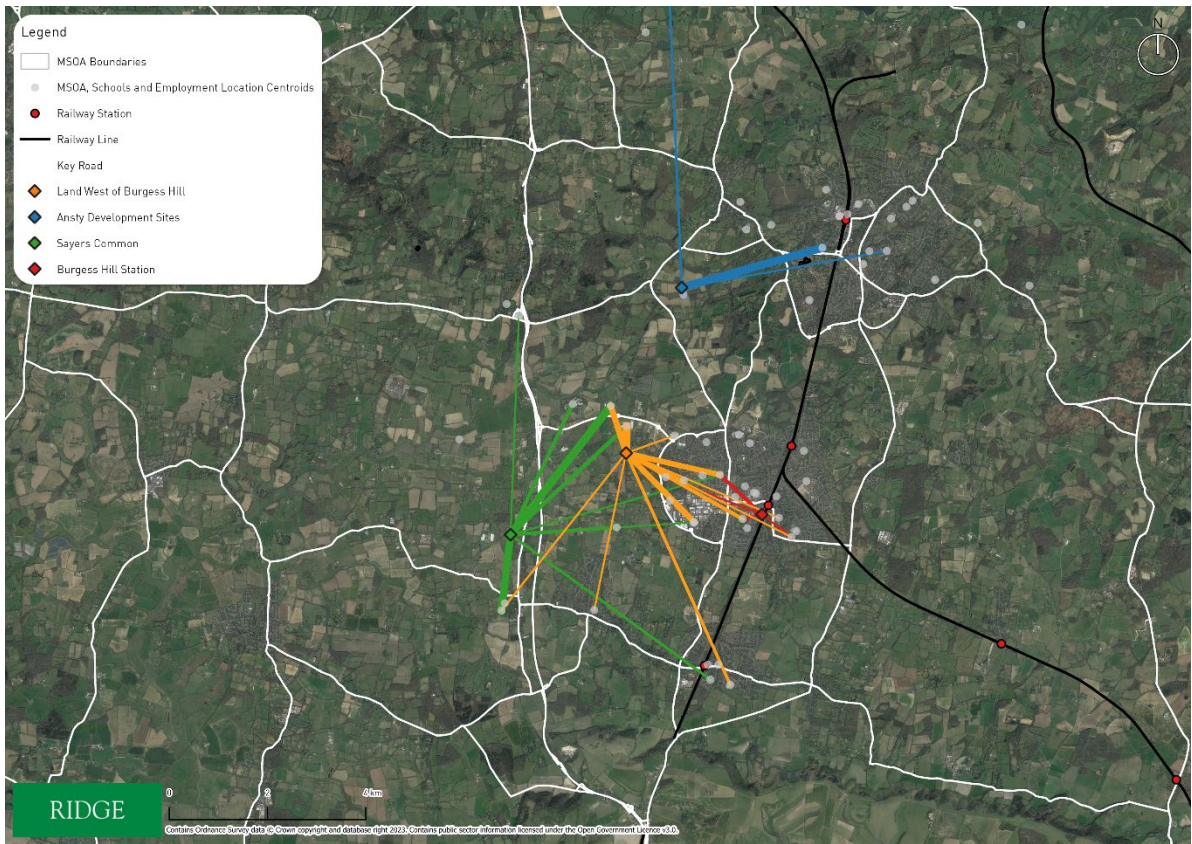 Legend
MSOA Boundaries
MSOA, Schools and Employment Location Centroids
Railway Station
Railway Line
Key Road
Land West of Burgess Hill
Ansty Development Sites
Sayers Common
Burgess Hill Station
N
RIDGE
0 2 4 km
Contains Ordnance Survey data © Crown copyright and database right 2023. Contains public sector information licensed under the Open Government Licence v3.0.